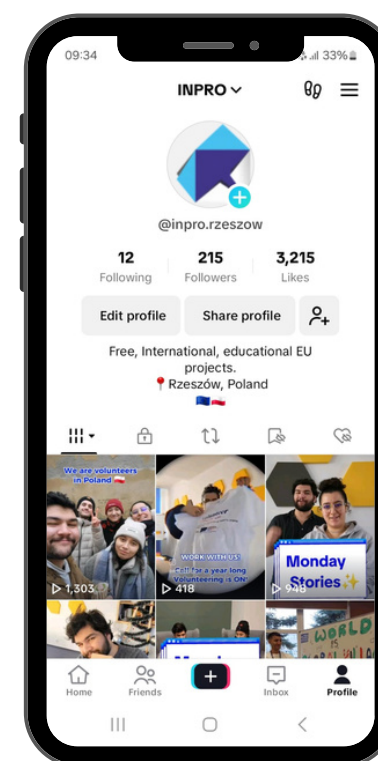 09:34
33%
INPRO
@inpro.rzeszow
12 215 3,215
Following Followers Likes
Edit profile Share profile
Free, International, educational EU
projects.
📍Rzeszów, Poland
🇪🇺🇵🇱
We are volunteers
in Poland 🇵🇱
WORK WITH US!
Call for a year long
Volunteering is ON!
Monday
Stories✨
1,303 418 948
WORLD
Home Friends Inbox Profile